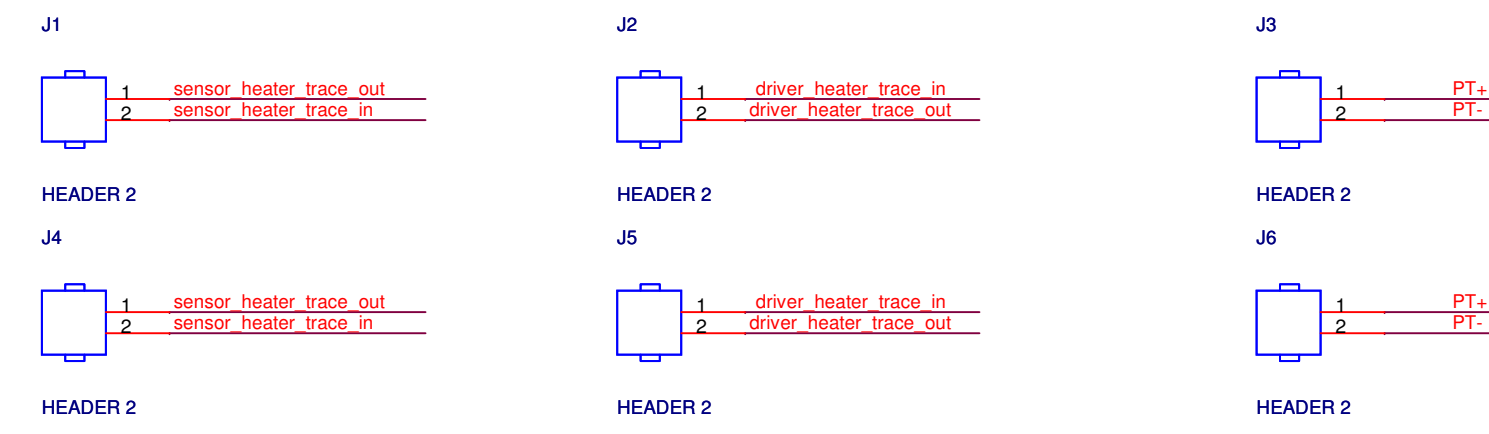 J1 J2 J3
1 sensor_heater_trace_out 1 driver_heater_trace_in 1 PT+
2 sensor_heater_trace_in 2 driver_heater_trace_out 2 PT-
HEADER 2 HEADER 2 HEADER 2
J4 J5 J6
1 sensor_heater_trace_out 1 driver_heater_trace_in 1 PT+
2 sensor_heater_trace_in 2 driver_heater_trace_out 2 PT-
HEADER 2 HEADER 2 HEADER 2